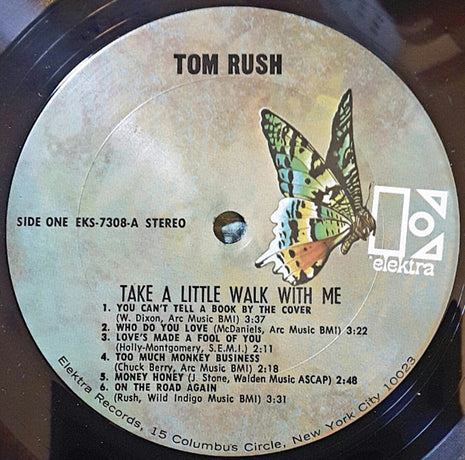 TOM RUSH
SIDE ONE EKS-7308-A STEREO
elektra
TAKE A LITTLE WALK WITH ME
1. YOU CAN'T TELL A BOOK BY THE COVER
(W. Dixon, Arc Music BMI) 3:37
2. WHO DO YOU LOVE (McDaniels, Arc Music BMI) 3:22
3. LOVE'S MADE A FOOL OF YOU
(Holly-Montgomery, S.E.M.I.) 2:11
4. TOO MUCH MONKEY BUSINESS
(Chuck Berry, Arc Music BMI) 2:18
5. MONEY HONEY (J. Stone, Walden Music ASCAP) 2:48
6. ON THE ROAD AGAIN
(Rush, Wild Indigo Music BMI) 3:31
Elektra Records, 15 Columbus Circle, New York City 10023